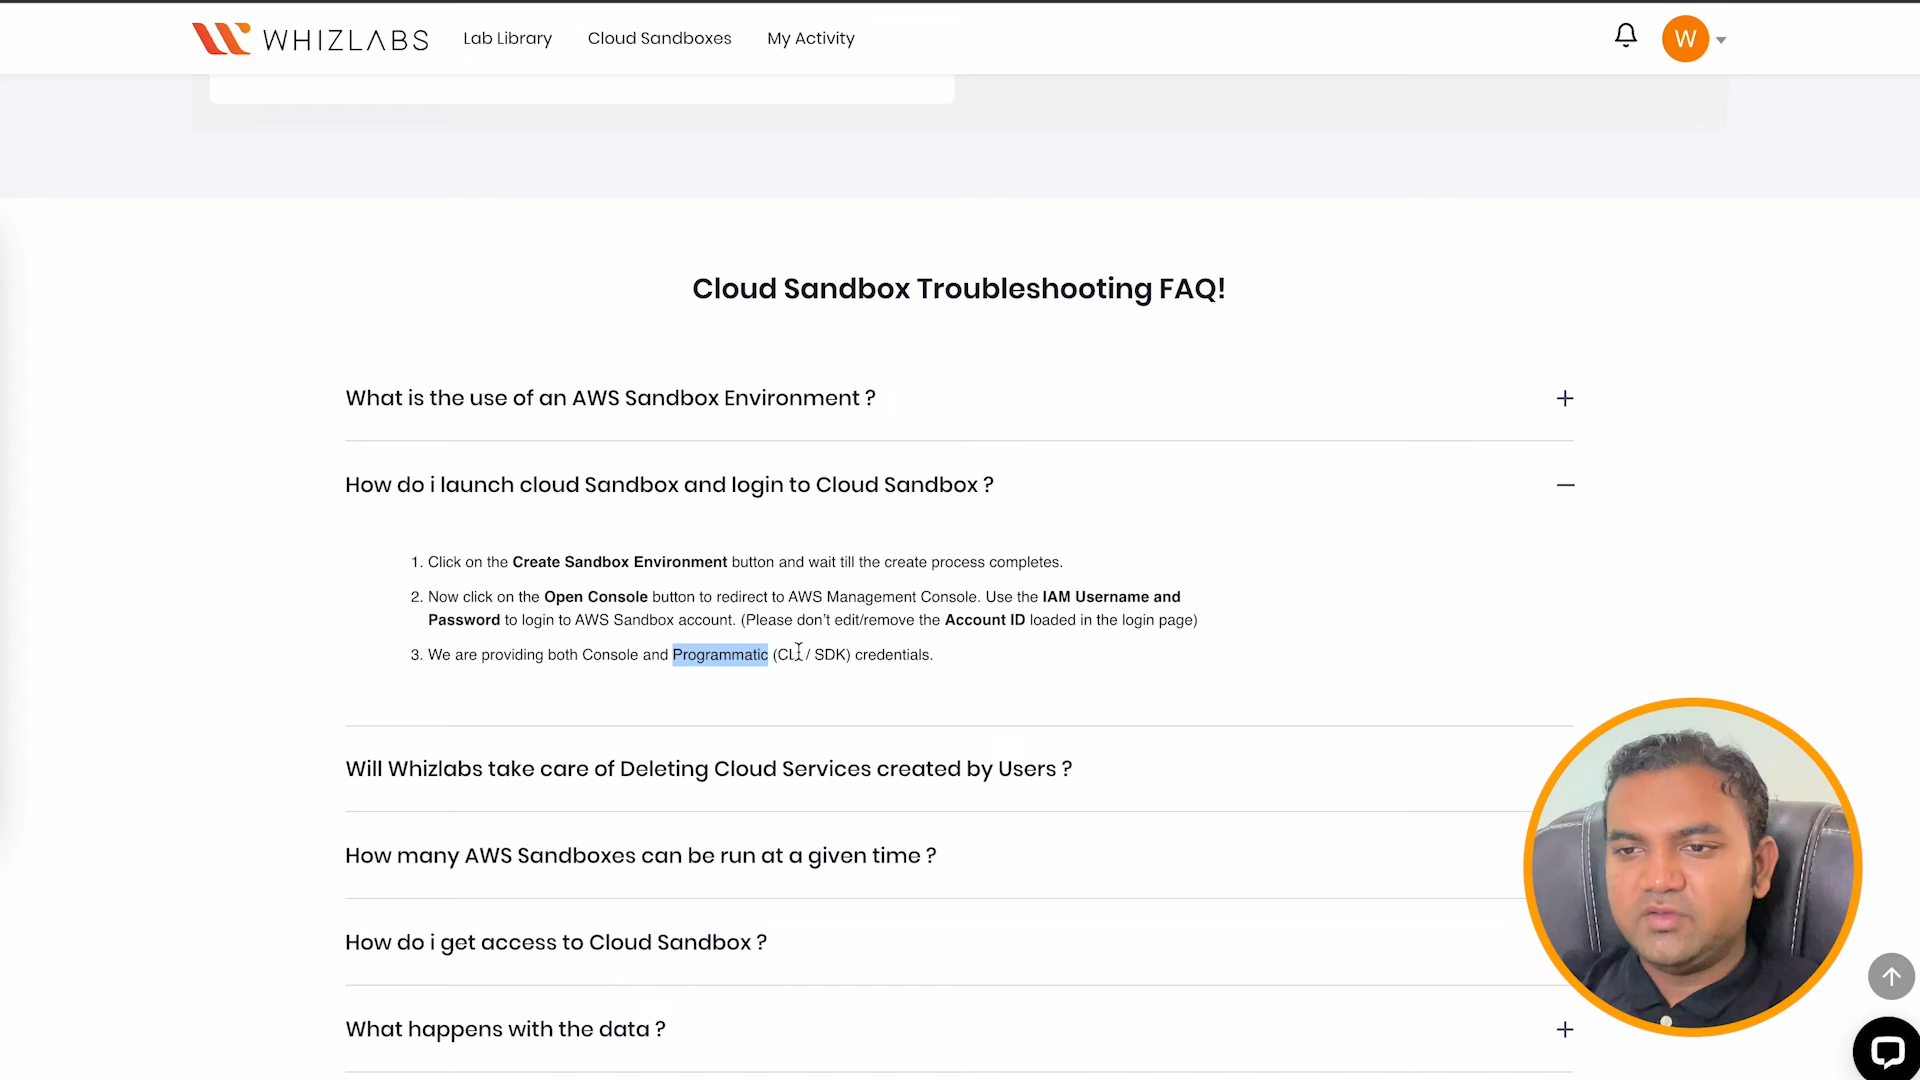 WHIZLABS Lab Library Cloud Sandboxes My Activity W
Cloud Sandbox Troubleshooting FAQ!
What is the use of an AWS Sandbox Environment ?
How do i launch cloud Sandbox and login to Cloud Sandbox ?
1. Click on the Create Sandbox Environment button and wait till the create process completes.
2. Now click on the Open Console button to redirect to AWS Management Console. Use the IAM Username and
Password to login to AWS Sandbox account. (Please don't edit/remove the Account ID loaded in the login page)
3. We are providing both Console and Programmatic (CLI / SDK) credentials.
Will Whizlabs take care of Deleting Cloud Services created by Users ?
How many AWS Sandboxes can be run at a given time ?
How do i get access to Cloud Sandbox ?
What happens with the data ?